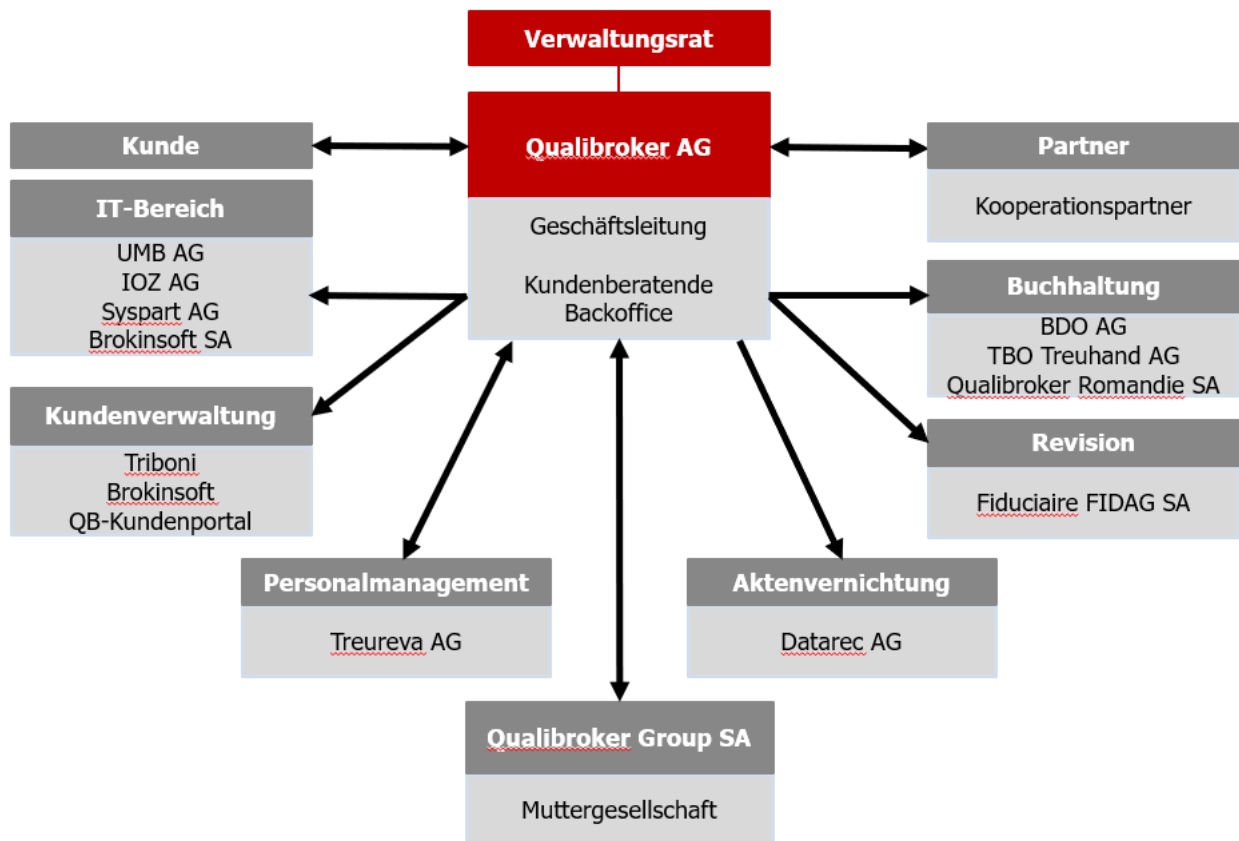 Verwaltungsrat
Qualibroker AG
Geschäftsleitung
Kundenberatende
Backoffice
Kunde
IT-Bereich
UMB AG
IOZ AG
Syspart AG
Brokinsoft SA
Kundenverwaltung
Triboni
Brokinsoft
QB-Kundenportal
Partner
Kooperationspartner
Buchhaltung
BDO AG
TBO Treuhand AG
Qualibroker Romandie SA
Revision
Fiduciaire FIDAG SA
Personalmanagement
Treureva AG
Aktenvernichtung
Datarec AG
Qualibroker Group SA
Muttergesellschaft